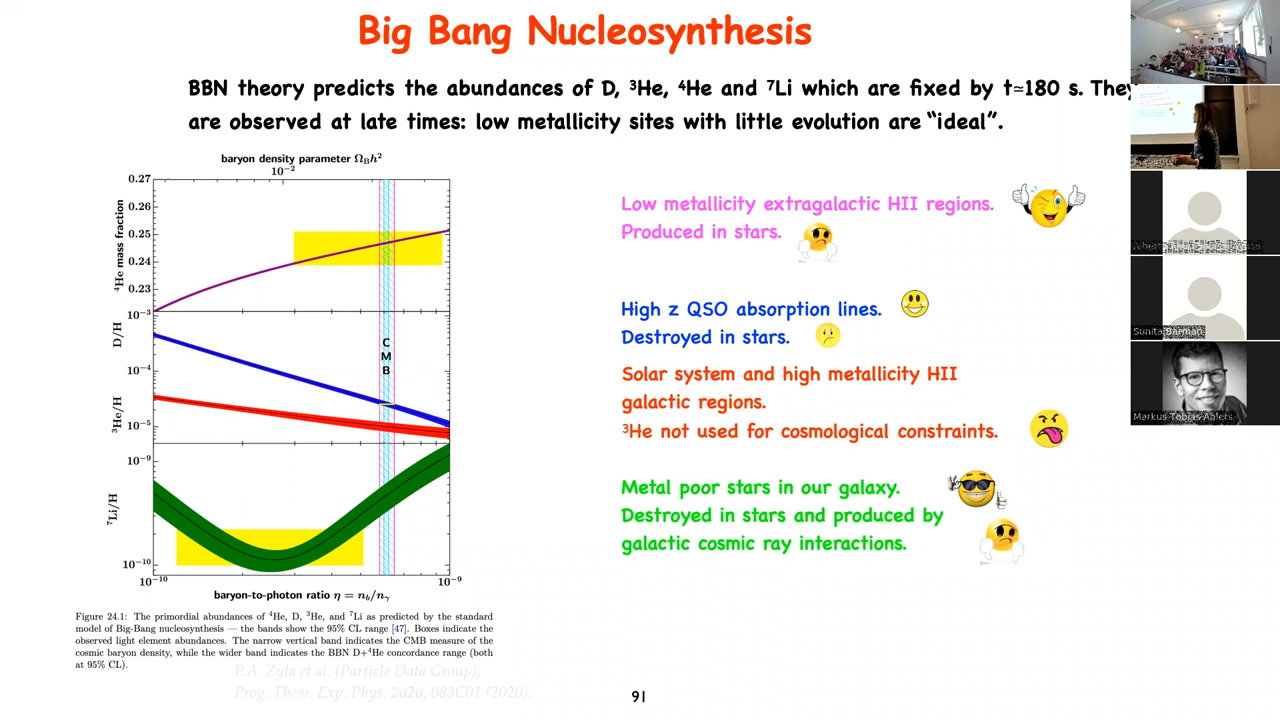 Big Bang Nucleosynthesis
BBN theory predicts the abundances of D, ³He, ⁴He and ⁷Li which are fixed by t≃180 s. They
are observed at late times: low metallicity sites with little evolution are “ideal”.
baryon density parameter Ω_B h²
10⁻²
0.27
0.26
0.25
0.24
0.23
⁴He mass fraction
10⁻³
D/H
10⁻⁴
³He/H
10⁻⁵
C
M
B
10⁻⁹
⁷Li/H
10⁻¹⁰
10⁻¹⁰
10⁻⁹
baryon-to-photon ratio η = n_b/n_γ
Figure 24.1: The primordial abundances of ⁴He, D, ³He, and ⁷Li as predicted by the standard
model of Big-Bang nucleosynthesis — the bands show the 95% CL range [47]. Boxes indicate the
observed light element abundances. The narrow vertical band indicates the CMB measure of the
cosmic baryon density, while the wider band indicates the BBN D+⁴He concordance range (both
at 95% CL).
P.A. Zyla et al. (Particle Data Group),
Prog. Theor. Exp. Phys. 2020, 083C01 (2020).
Low metallicity extragalactic HII regions.
Produced in stars.
High z QSO absorption lines.
Destroyed in stars.
Solar system and high metallicity HII
galactic regions.
³He not used for cosmological constraints.
Metal poor stars in our galaxy.
Destroyed in stars and produced by
galactic cosmic ray interactions.
91
Sunita Barman
Markus Tobias Ahlers